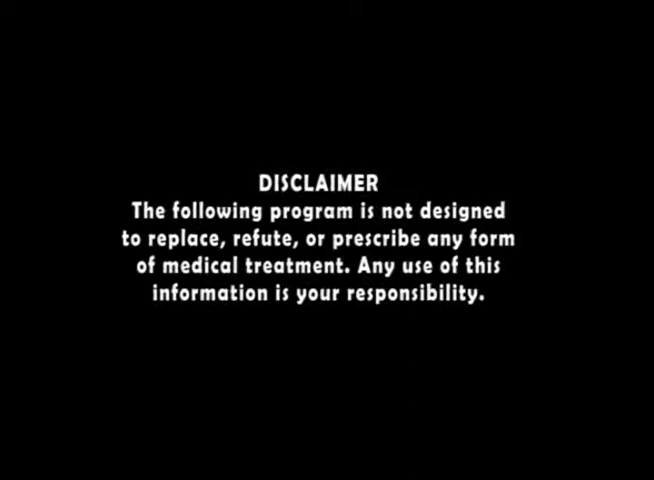 DISCLAIMER
The following program is not designed
to replace, refute, or prescribe any form
of medical treatment. Any use of this
information is your responsibility.